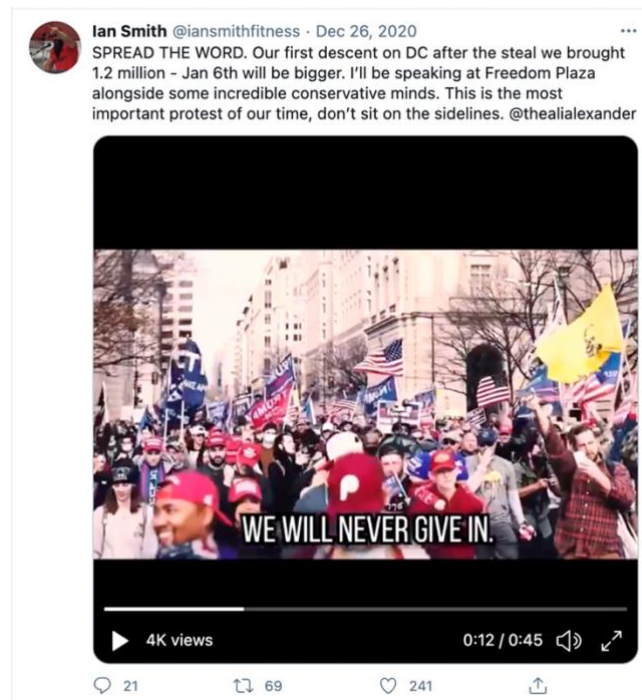 Ian Smith @iansmithfitness · Dec 26, 2020
SPREAD THE WORD. Our first descent on DC after the steal we brought
1.2 million - Jan 6th will be bigger. I'll be speaking at Freedom Plaza
alongside some incredible conservative minds. This is the most
important protest of our time, don't sit on the sidelines. @thealialexander
WE WILL NEVER GIVE IN.
4K views
0:12 / 0:45
21
69
241